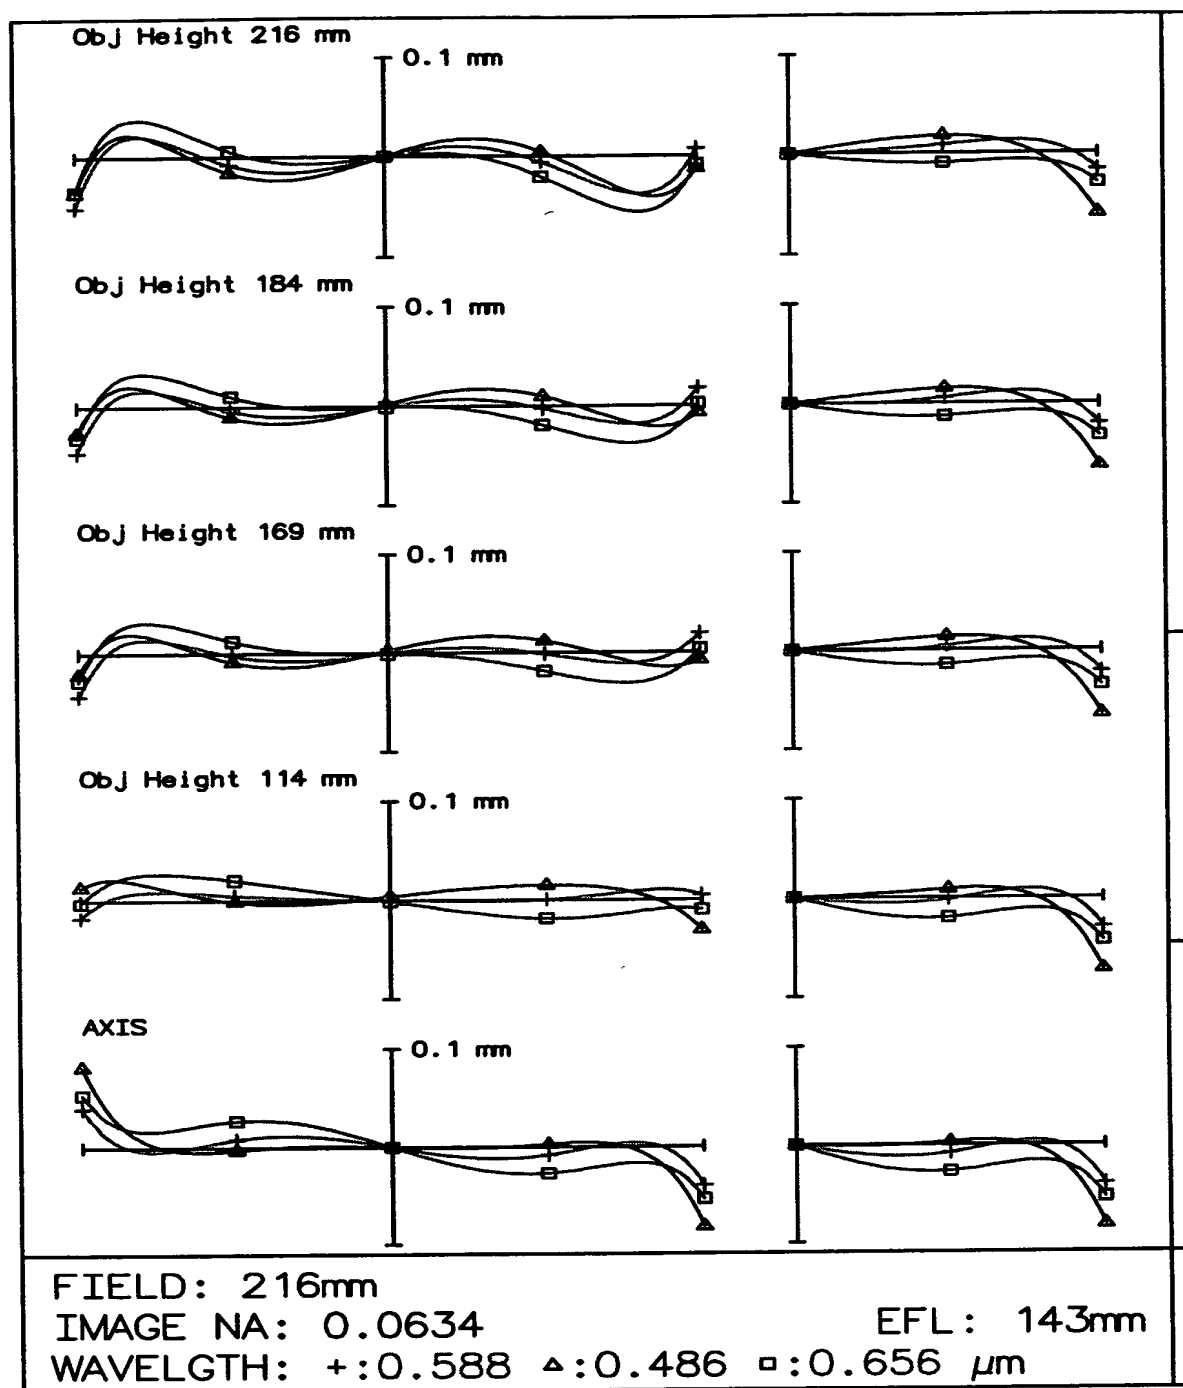 Obj Height 216 mm
0.1 mm
Obj Height 184 mm
0.1 mm
Obj Height 169 mm
0.1 mm
Obj Height 114 mm
0.1 mm
AXIS
0.1 mm
FIELD: 216mm
IMAGE NA: 0.0634 EFL: 143mm
WAVELGTH: +:0.588 △:0.486 □:0.656 μm